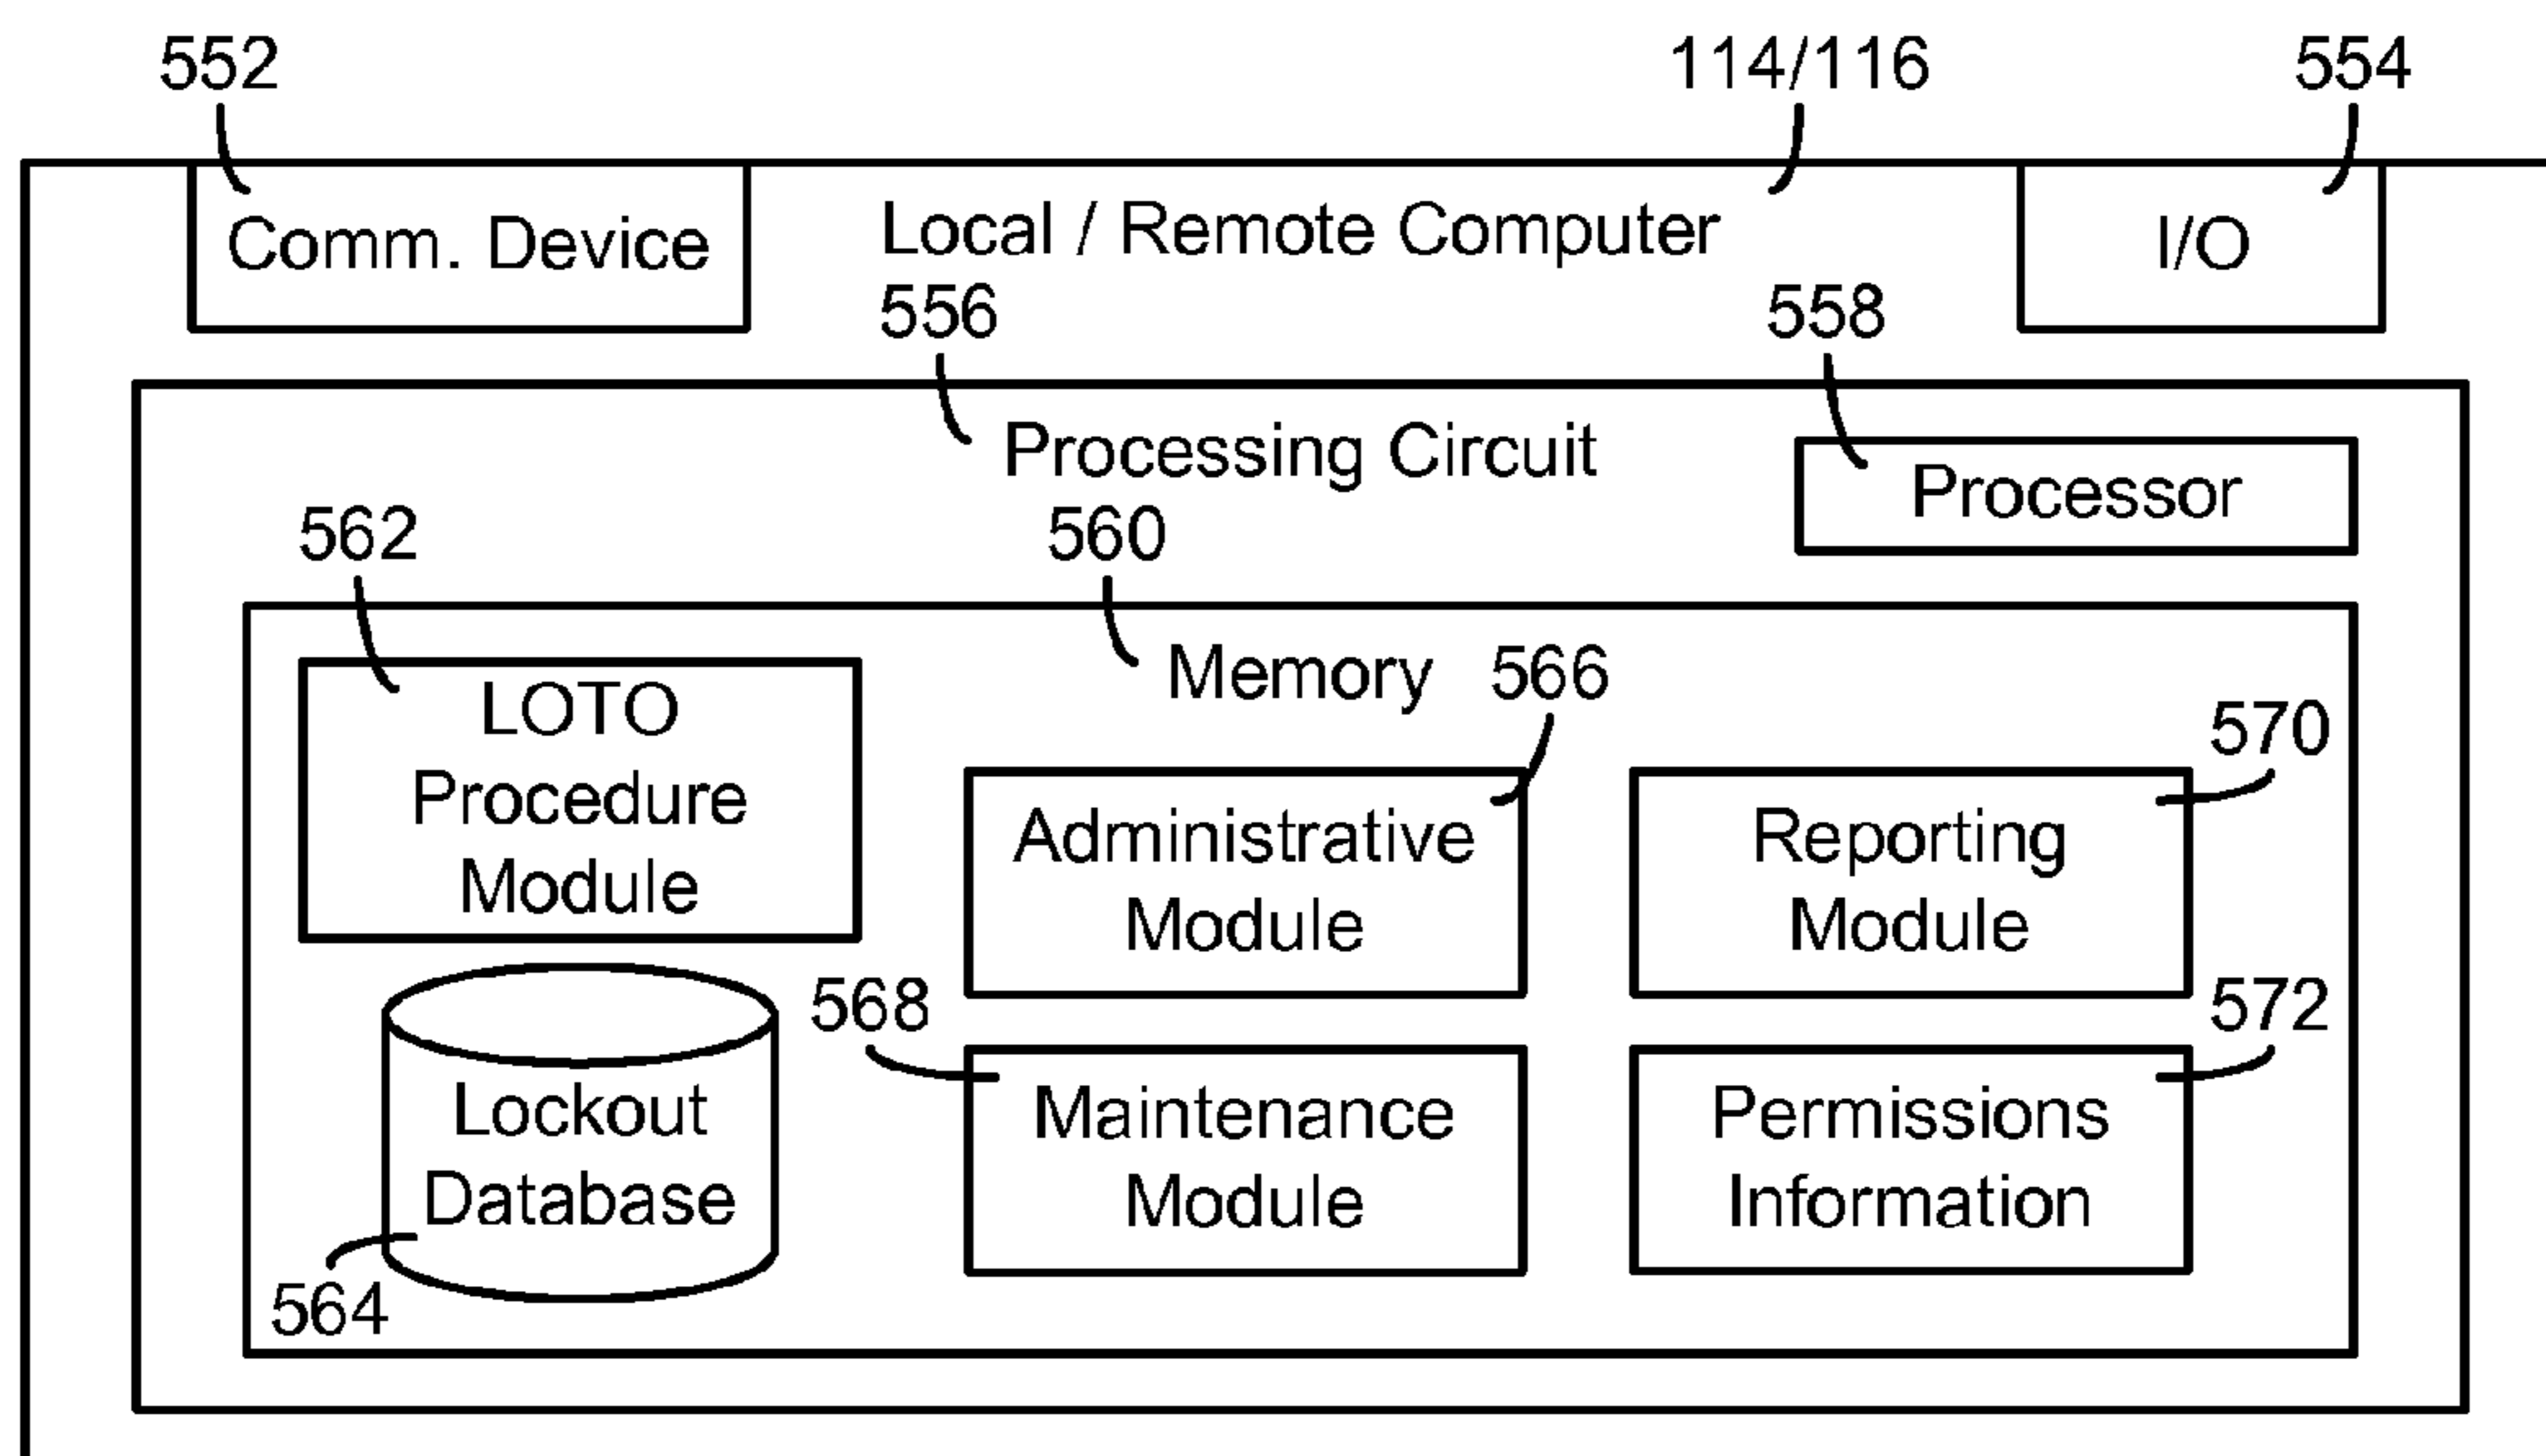 552
114/116
554
Comm. Device
Local / Remote Computer
I/O
556
558
Processing Circuit
Processor
562
560
LOTO
Procedure
Module
Memory
566
570
Administrative
Module
Reporting
Module
568
572
Lockout
Database
Maintenance
Module
Permissions
Information
564